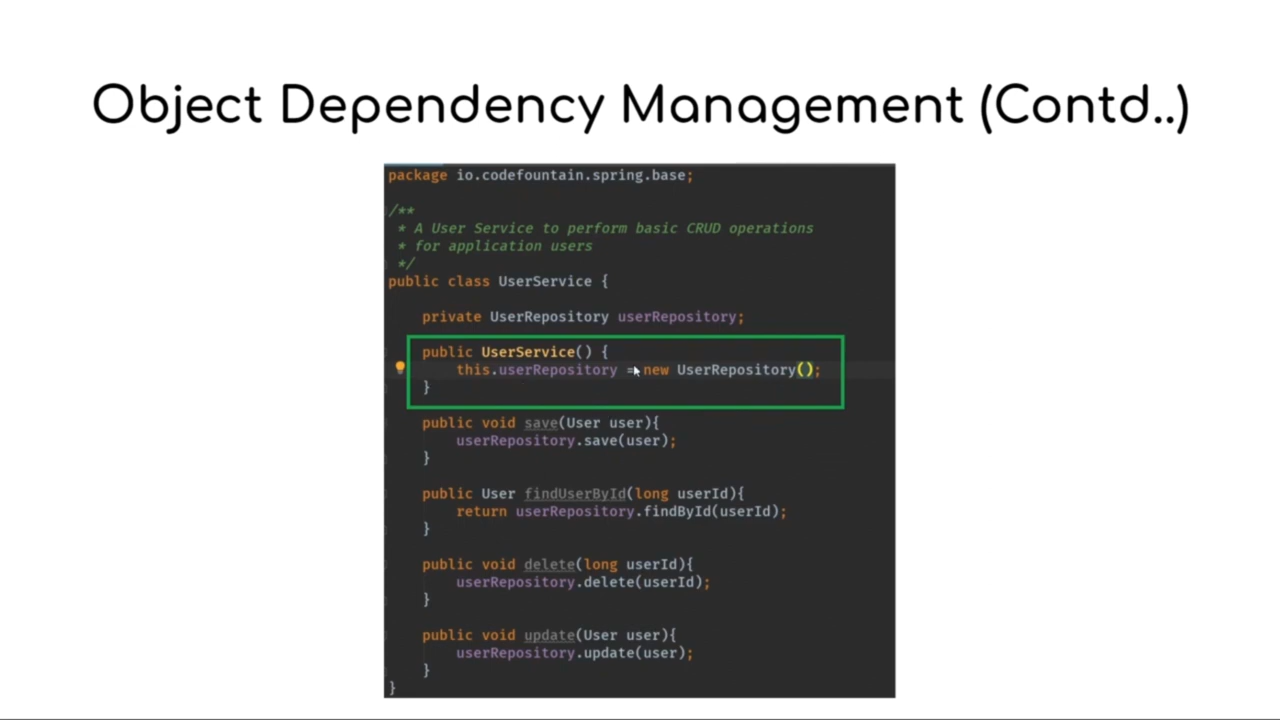 Object Dependency Management (Contd..)
package io.codefountain.spring.base;
/**
 * A User Service to perform basic CRUD operations
 * for application users
 */
public class UserService {
    private UserRepository userRepository;
    public UserService() {
        this.userRepository = new UserRepository();
    }
    public void save(User user){
        userRepository.save(user);
    }
    public User findUserById(long userId){
        return userRepository.findById(userId);
    }
    public void delete(long userId){
        userRepository.delete(userId);
    }
    public void update(User user){
        userRepository.update(user);
    }
}